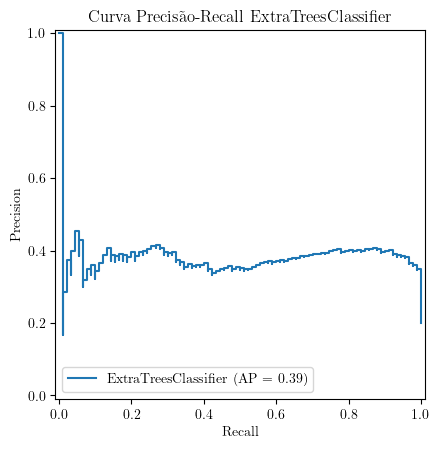 Curva Precisão-Recall ExtraTreesClassifier
1.0
0.8
0.6
0.4
0.2
0.0
Precision
ExtraTreesClassifier (AP = 0.39)
0.0 0.2 0.4 0.6 0.8 1.0
Recall